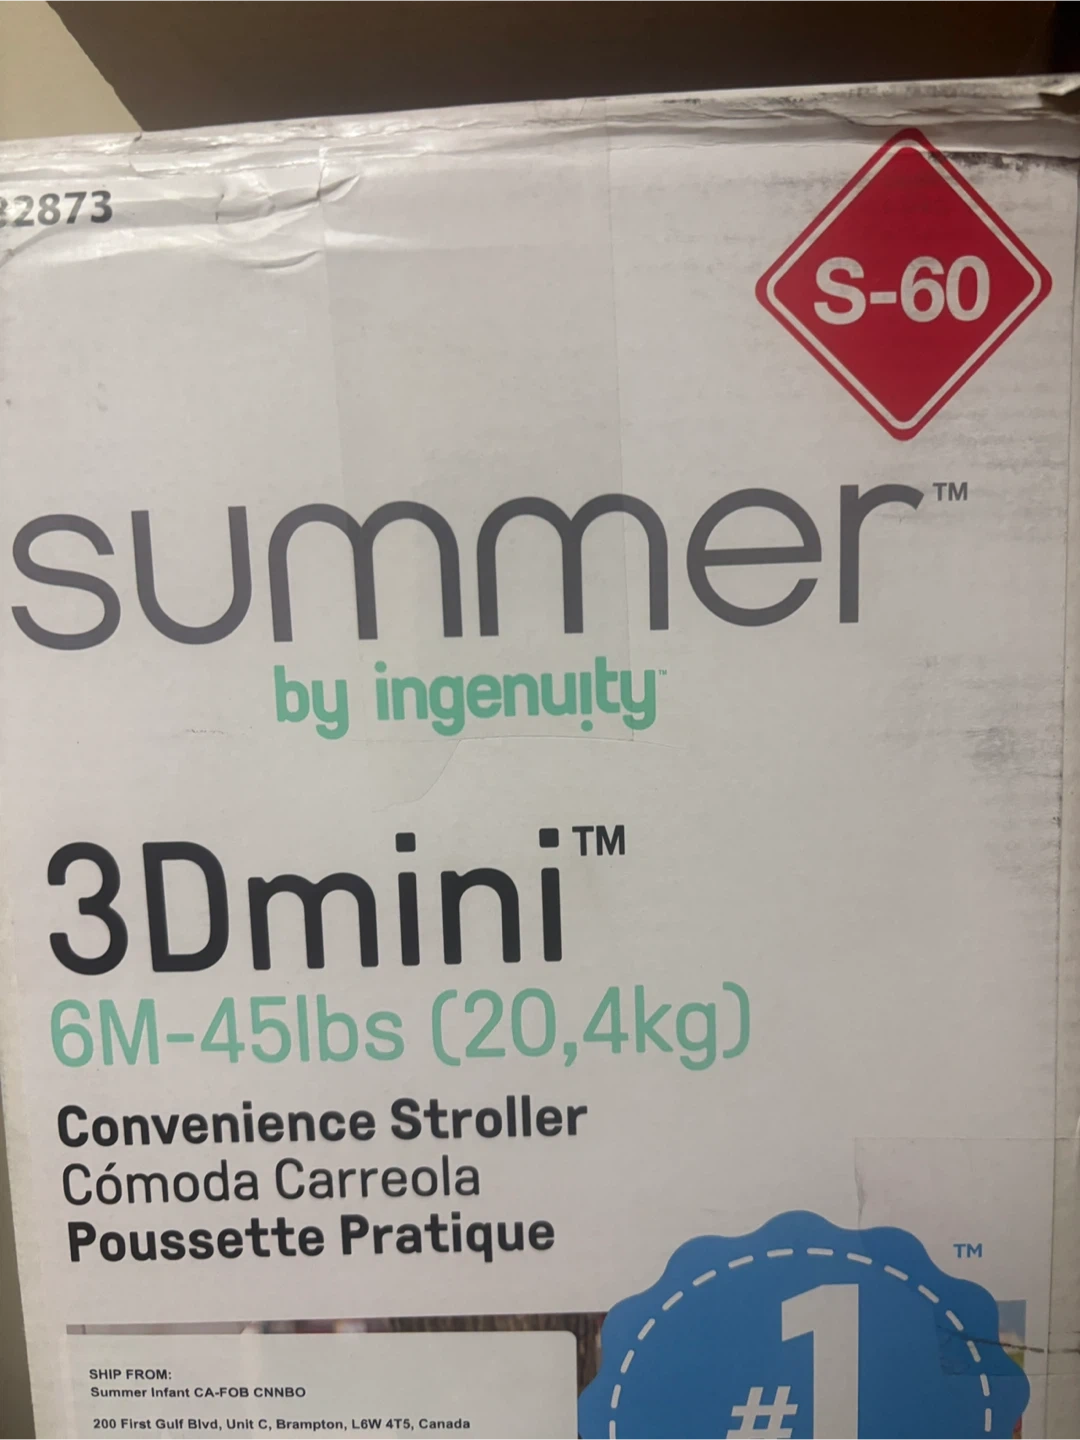 2873
S-60
summer™
by ingenuity™
3Dmini™
6M-45lbs (20,4kg)
Convenience Stroller
Cómoda Carreola
Poussette Pratique
TM
#1
SHIP FROM:
Summer Infant CA-FOB CNNBO
200 First Gulf Blvd, Unit C, Brampton, L6W 4T5, Canada